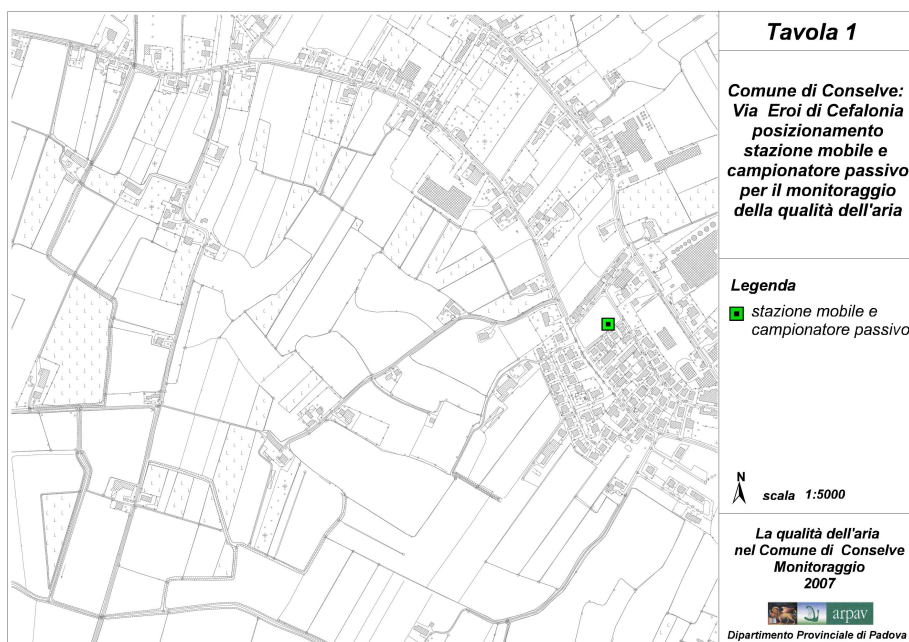 Tavola 1
Comune di Conselve:
Via Eroi di Cefalonia
posizionamento
stazione mobile e
campionatore passivo
per il monitoraggio
della qualità dell'aria
Legenda
stazione mobile e
campionatore passivo
N
scala 1:5000
La qualità dell'aria
nel Comune di Conselve
Monitoraggio
2007
arpav
Dipartimento Provinciale di Padova